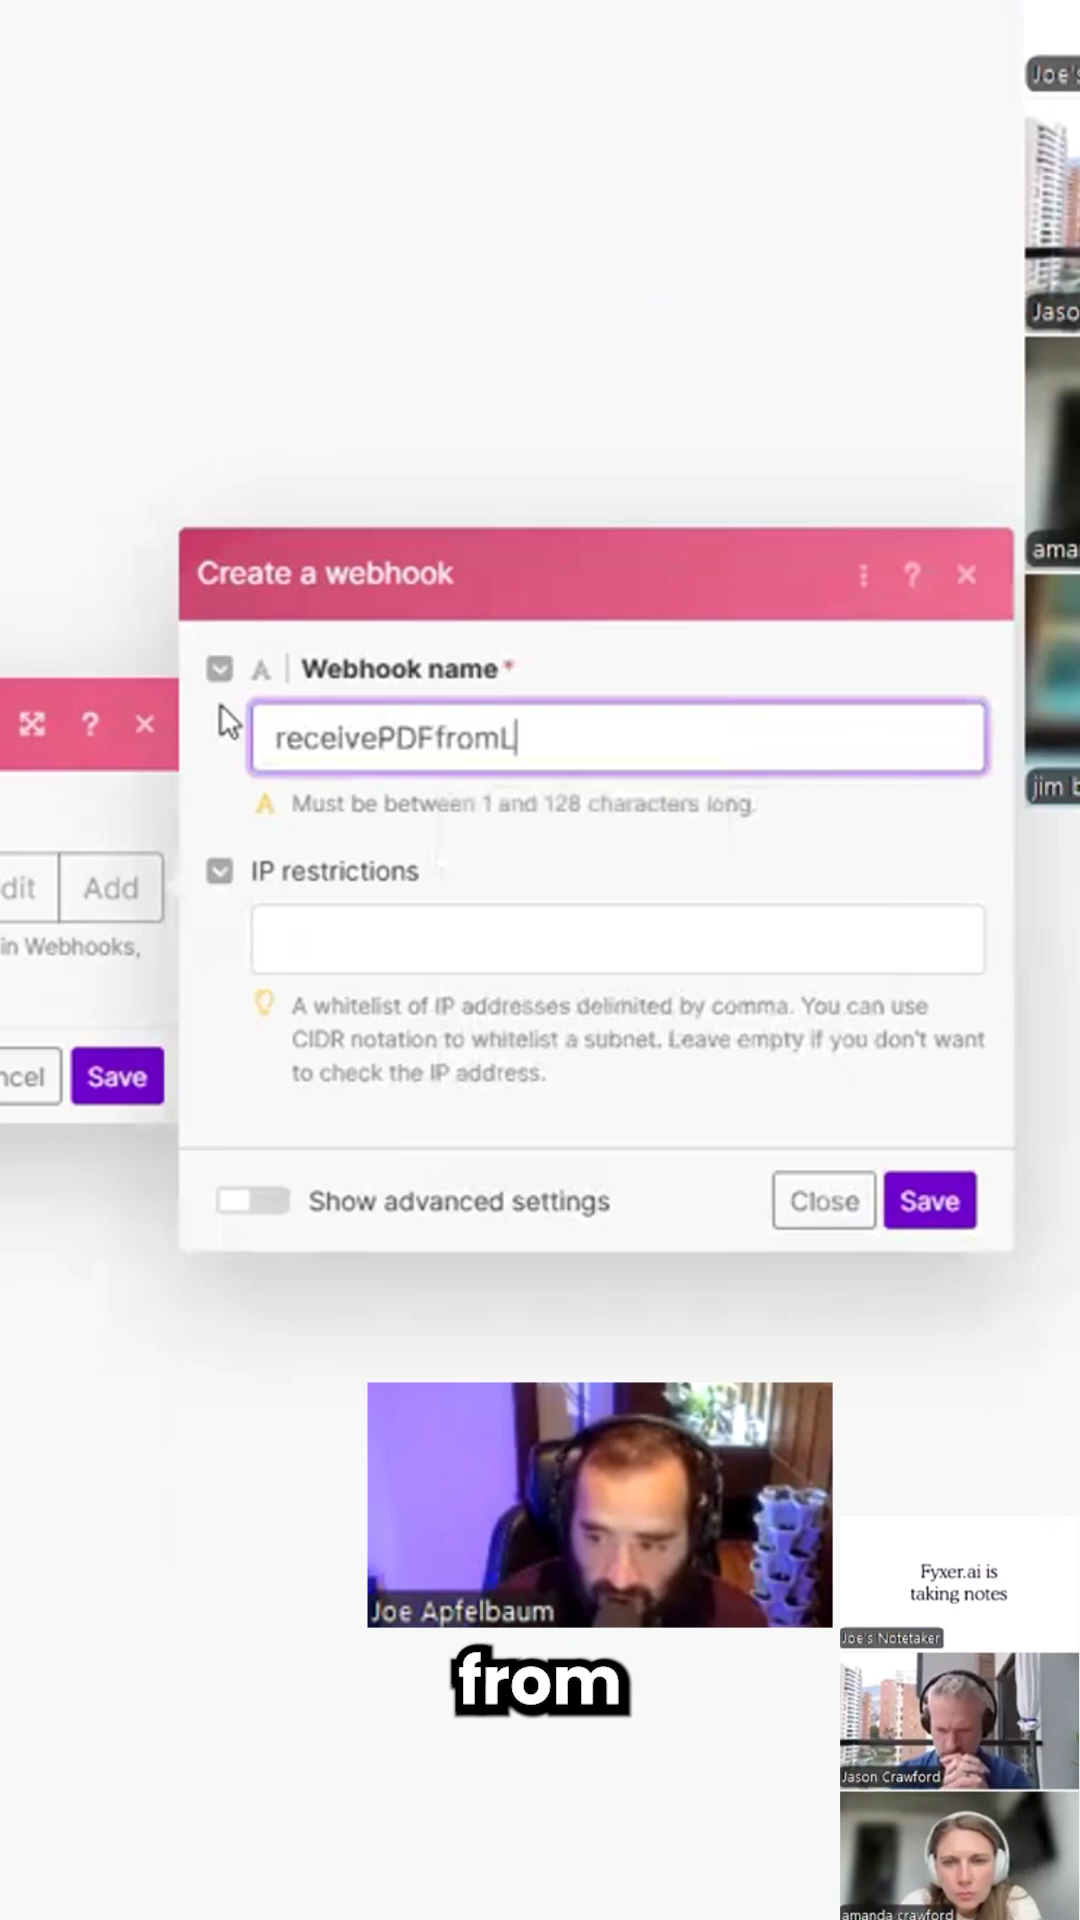 Joe's
Jaso
ama
jim b
Create a webhook
?
A | Webhook name *
receivePDFfromL
Must be between 1 and 128 characters long.
IP restrictions
A whitelist of IP addresses delimited by comma. You can use
CIDR notation to whitelist a subnet. Leave empty if you don't want
to check the IP address.
Show advanced settings
Close
Save
?
dit
Add
in Webhooks,
ncel
Save
Joe Apfelbaum
from
Fyxer.ai is
taking notes
Joe's Notetaker
Jason Crawford
amanda crawford